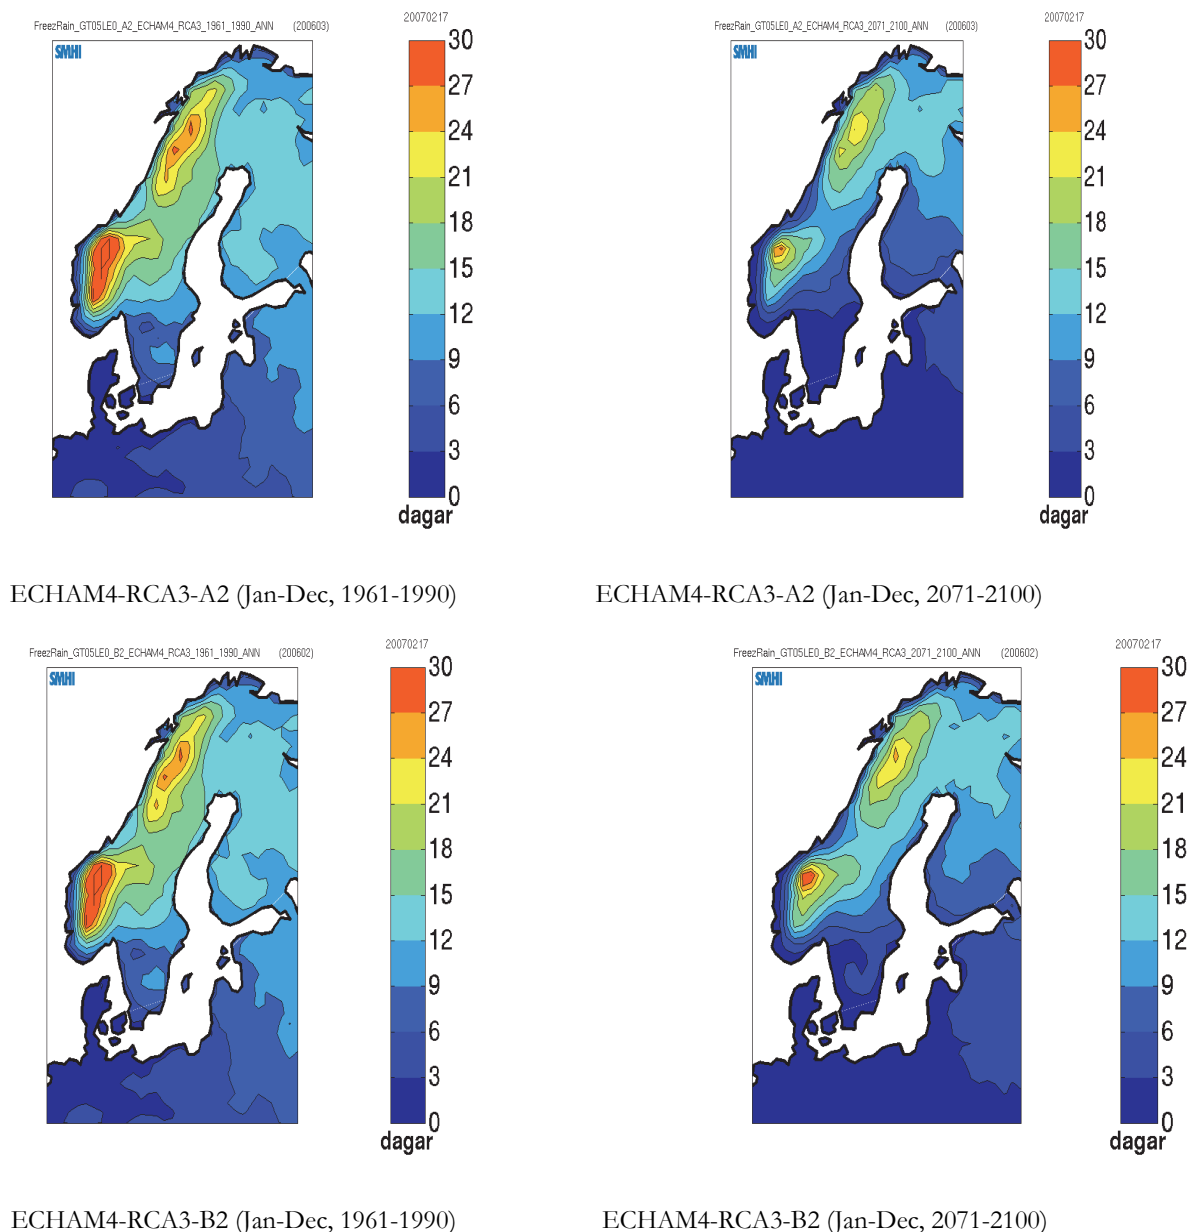 FreezRain_GT05LE0_A2_ECHAM4_RCA3_1961_1990_ANN (200603) 20070217
SMHI
30
27
24
21
18
15
12
9
6
3
0
dagar
FreezRain_GT05LE0_A2_ECHAM4_RCA3_2071_2100_ANN (200603) 20070217
SMHI
30
27
24
21
18
15
12
9
6
3
0
dagar
ECHAM4-RCA3-A2 (Jan-Dec, 1961-1990)
ECHAM4-RCA3-A2 (Jan-Dec, 2071-2100)
FreezRain_GT05LE0_B2_ECHAM4_RCA3_1961_1990_ANN (200602) 20070217
SMHI
30
27
24
21
18
15
12
9
6
3
0
dagar
FreezRain_GT05LE0_B2_ECHAM4_RCA3_2071_2100_ANN (200602) 20070217
SMHI
30
27
24
21
18
15
12
9
6
3
0
dagar
ECHAM4-RCA3-B2 (Jan-Dec, 1961-1990)
ECHAM4-RCA3-B2 (Jan-Dec, 2071-2100)